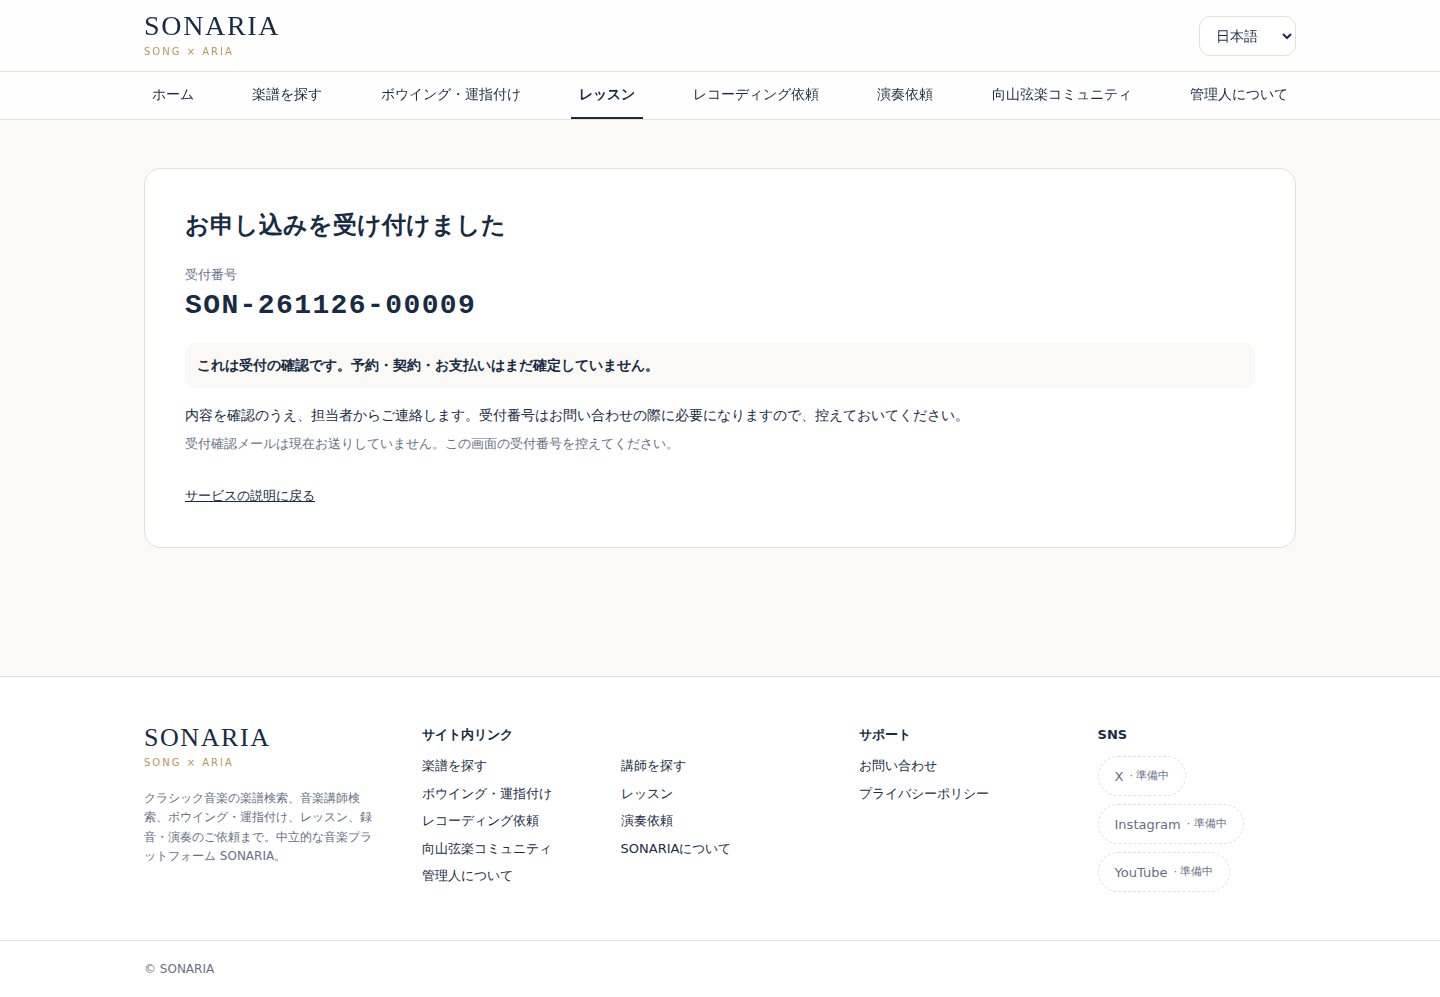 SONARIA
SONG × ARIA
日本語
ホーム
楽譜を探す
ボウイング・運指付け
レッスン
レコーディング依頼
演奏依頼
向山弦楽コミュニティ
管理人について
お申し込みを受け付けました
受付番号
SON-261126-00009
これは受付の確認です。予約・契約・お支払いはまだ確定していません。
内容を確認のうえ、担当者からご連絡します。受付番号はお問い合わせの際に必要になりますので、控えておいてください。
受付確認メールは現在お送りしていません。この画面の受付番号を控えてください。
サービスの説明に戻る
SONARIA
SONG × ARIA
クラシック音楽の楽譜検索、音楽講師検
索、ボウイング・運指付け、レッスン、録
音・演奏のご依頼まで。中立的な音楽プラ
ットフォーム SONARIA。
サイト内リンク
楽譜を探す
講師を探す
ボウイング・運指付け
レッスン
レコーディング依頼
演奏依頼
向山弦楽コミュニティ
SONARIAについて
管理人について
サポート
お問い合わせ
プライバシーポリシー
SNS
X · 準備中
Instagram · 準備中
YouTube · 準備中
© SONARIA